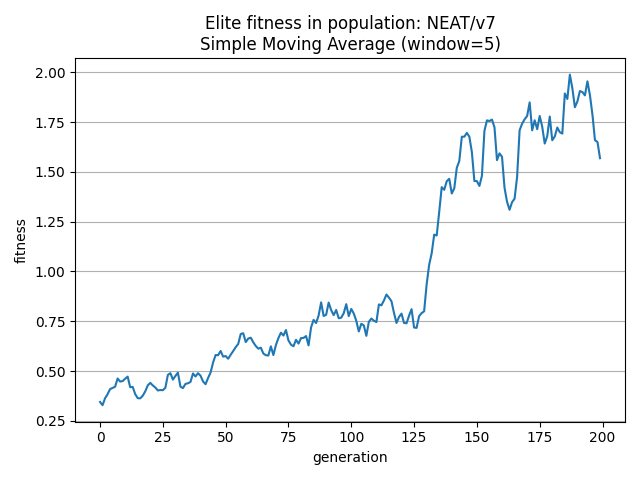 Elite fitness in population: NEAT/v7
Simple Moving Average (window=5)
2.00
1.75
1.50
1.25
1.00
0.75
0.50
0.25
fitness
0 25 50 75 100 125 150 175 200
generation